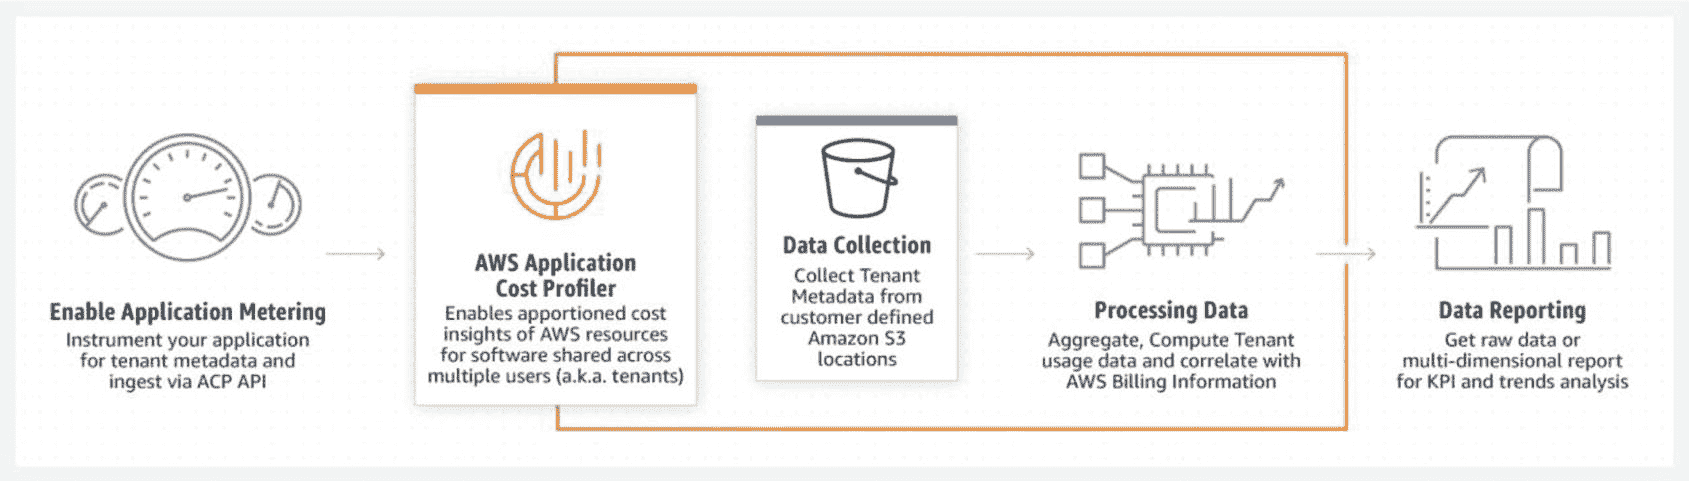 Enable Application Metering
Instrument your application
for tenant metadata and
ingest via ACP API
AWS Application
Cost Profiler
Enables apportioned cost
insights of AWS resources
for software shared across
multiple users (a.k.a. tenants)
Data Collection
Collect Tenant
Metadata from
customer defined
Amazon S3
locations
Processing Data
Aggregate, Compute Tenant
usage data and correlate with
AWS Billing Information
Data Reporting
Get raw data or
multi-dimensional report
for KPI and trends analysis